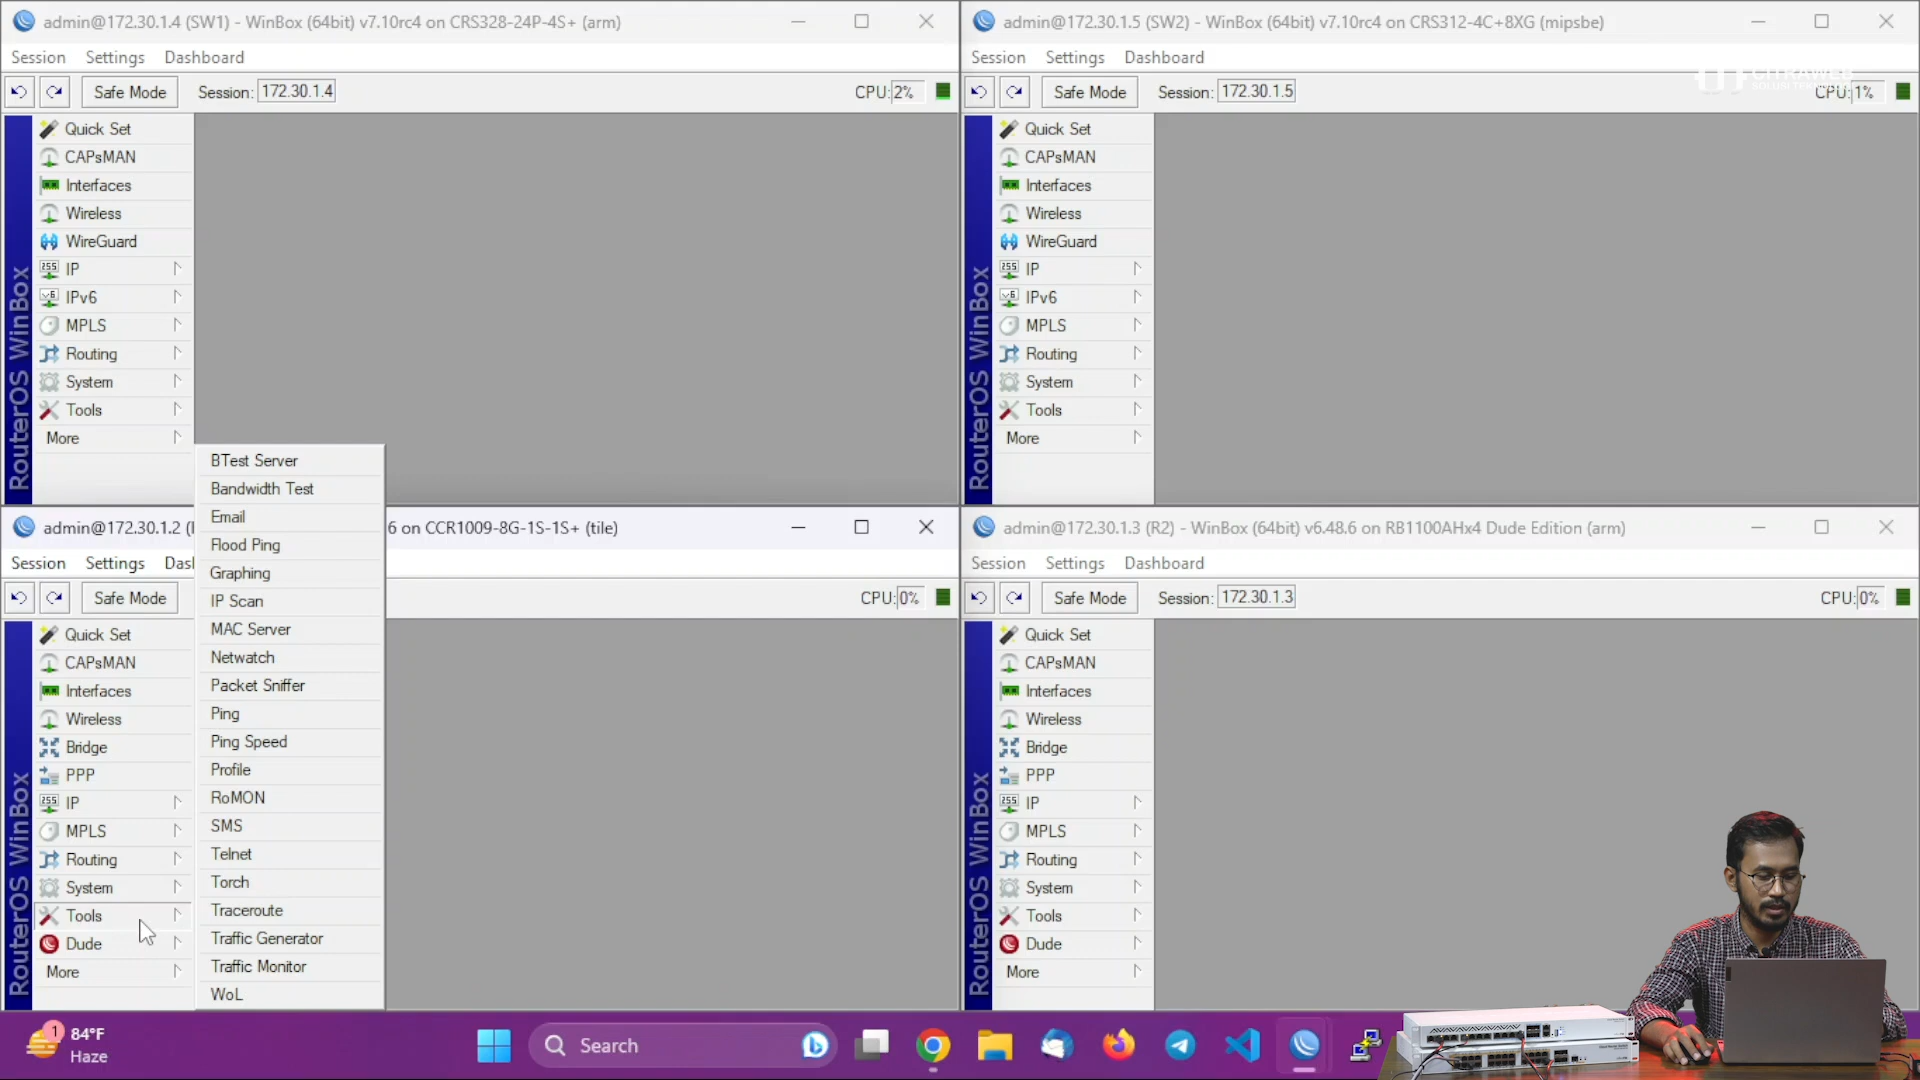 admin@172.30.1.4 (SW1) - WinBox (64bit) v7.10rc4 on CRS328-24P-4S+ (arm)
Session Settings Dashboard
Safe Mode Session: 172.30.1.4 CPU: 2%
Quick Set
CAPsMAN
Interfaces
Wireless
WireGuard
IP
IPv6
MPLS
Routing
System
Tools
More
RouterOS WinBox
admin@172.30.1.5 (SW2) - WinBox (64bit) v7.10rc4 on CRS312-4C+8XG (mipsbe)
Session Settings Dashboard
Safe Mode Session: 172.30.1.5 CPU: 1%
CITRAWEB
Quick Set
CAPsMAN
Interfaces
Wireless
WireGuard
IP
IPv6
MPLS
Routing
System
Tools
More
RouterOS WinBox
admin@172.30.1.2 ( 6 on CCR1009-8G-1S-1S+ (tile)
Session Settings Das
Safe Mode CPU: 0%
Quick Set
CAPsMAN
Interfaces
Wireless
Bridge
PPP
IP
MPLS
Routing
System
Tools
Dude
More
RouterOS WinBox
BTest Server
Bandwidth Test
Email
Flood Ping
Graphing
IP Scan
MAC Server
Netwatch
Packet Sniffer
Ping
Ping Speed
Profile
RoMON
SMS
Telnet
Torch
Traceroute
Traffic Generator
Traffic Monitor
WoL
admin@172.30.1.3 (R2) - WinBox (64bit) v6.48.6 on RB1100AHx4 Dude Edition (arm)
Session Settings Dashboard
Safe Mode Session: 172.30.1.3 CPU: 0%
Quick Set
CAPsMAN
Interfaces
Wireless
Bridge
PPP
IP
MPLS
Routing
System
Tools
Dude
More
RouterOS WinBox
1 84°F
Haze
Search